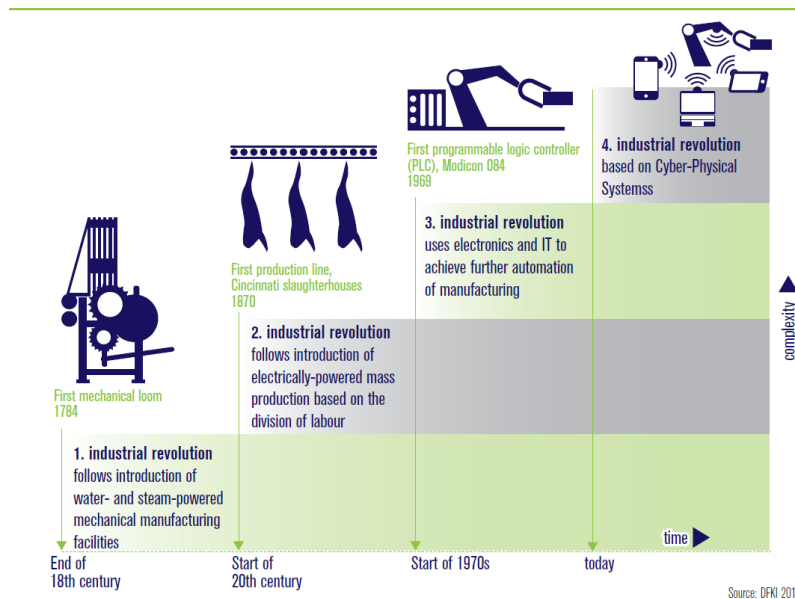 First mechanical loom
1784
1. industrial revolution
follows introduction of
water- and steam-powered
mechanical manufacturing
facilities
End of
18th century
First production line,
Cincinnati slaughterhouses
1870
2. industrial revolution
follows introduction of
electrically-powered mass
production based on the
division of labour
Start of
20th century
First programmable logic controller
(PLC), Modicon 084
1969
3. industrial revolution
uses electronics and IT to
achieve further automation
of manufacturing
Start of 1970s
4. industrial revolution
based on Cyber-Physical
Systemss
today
time
complexity
Source: DFKI